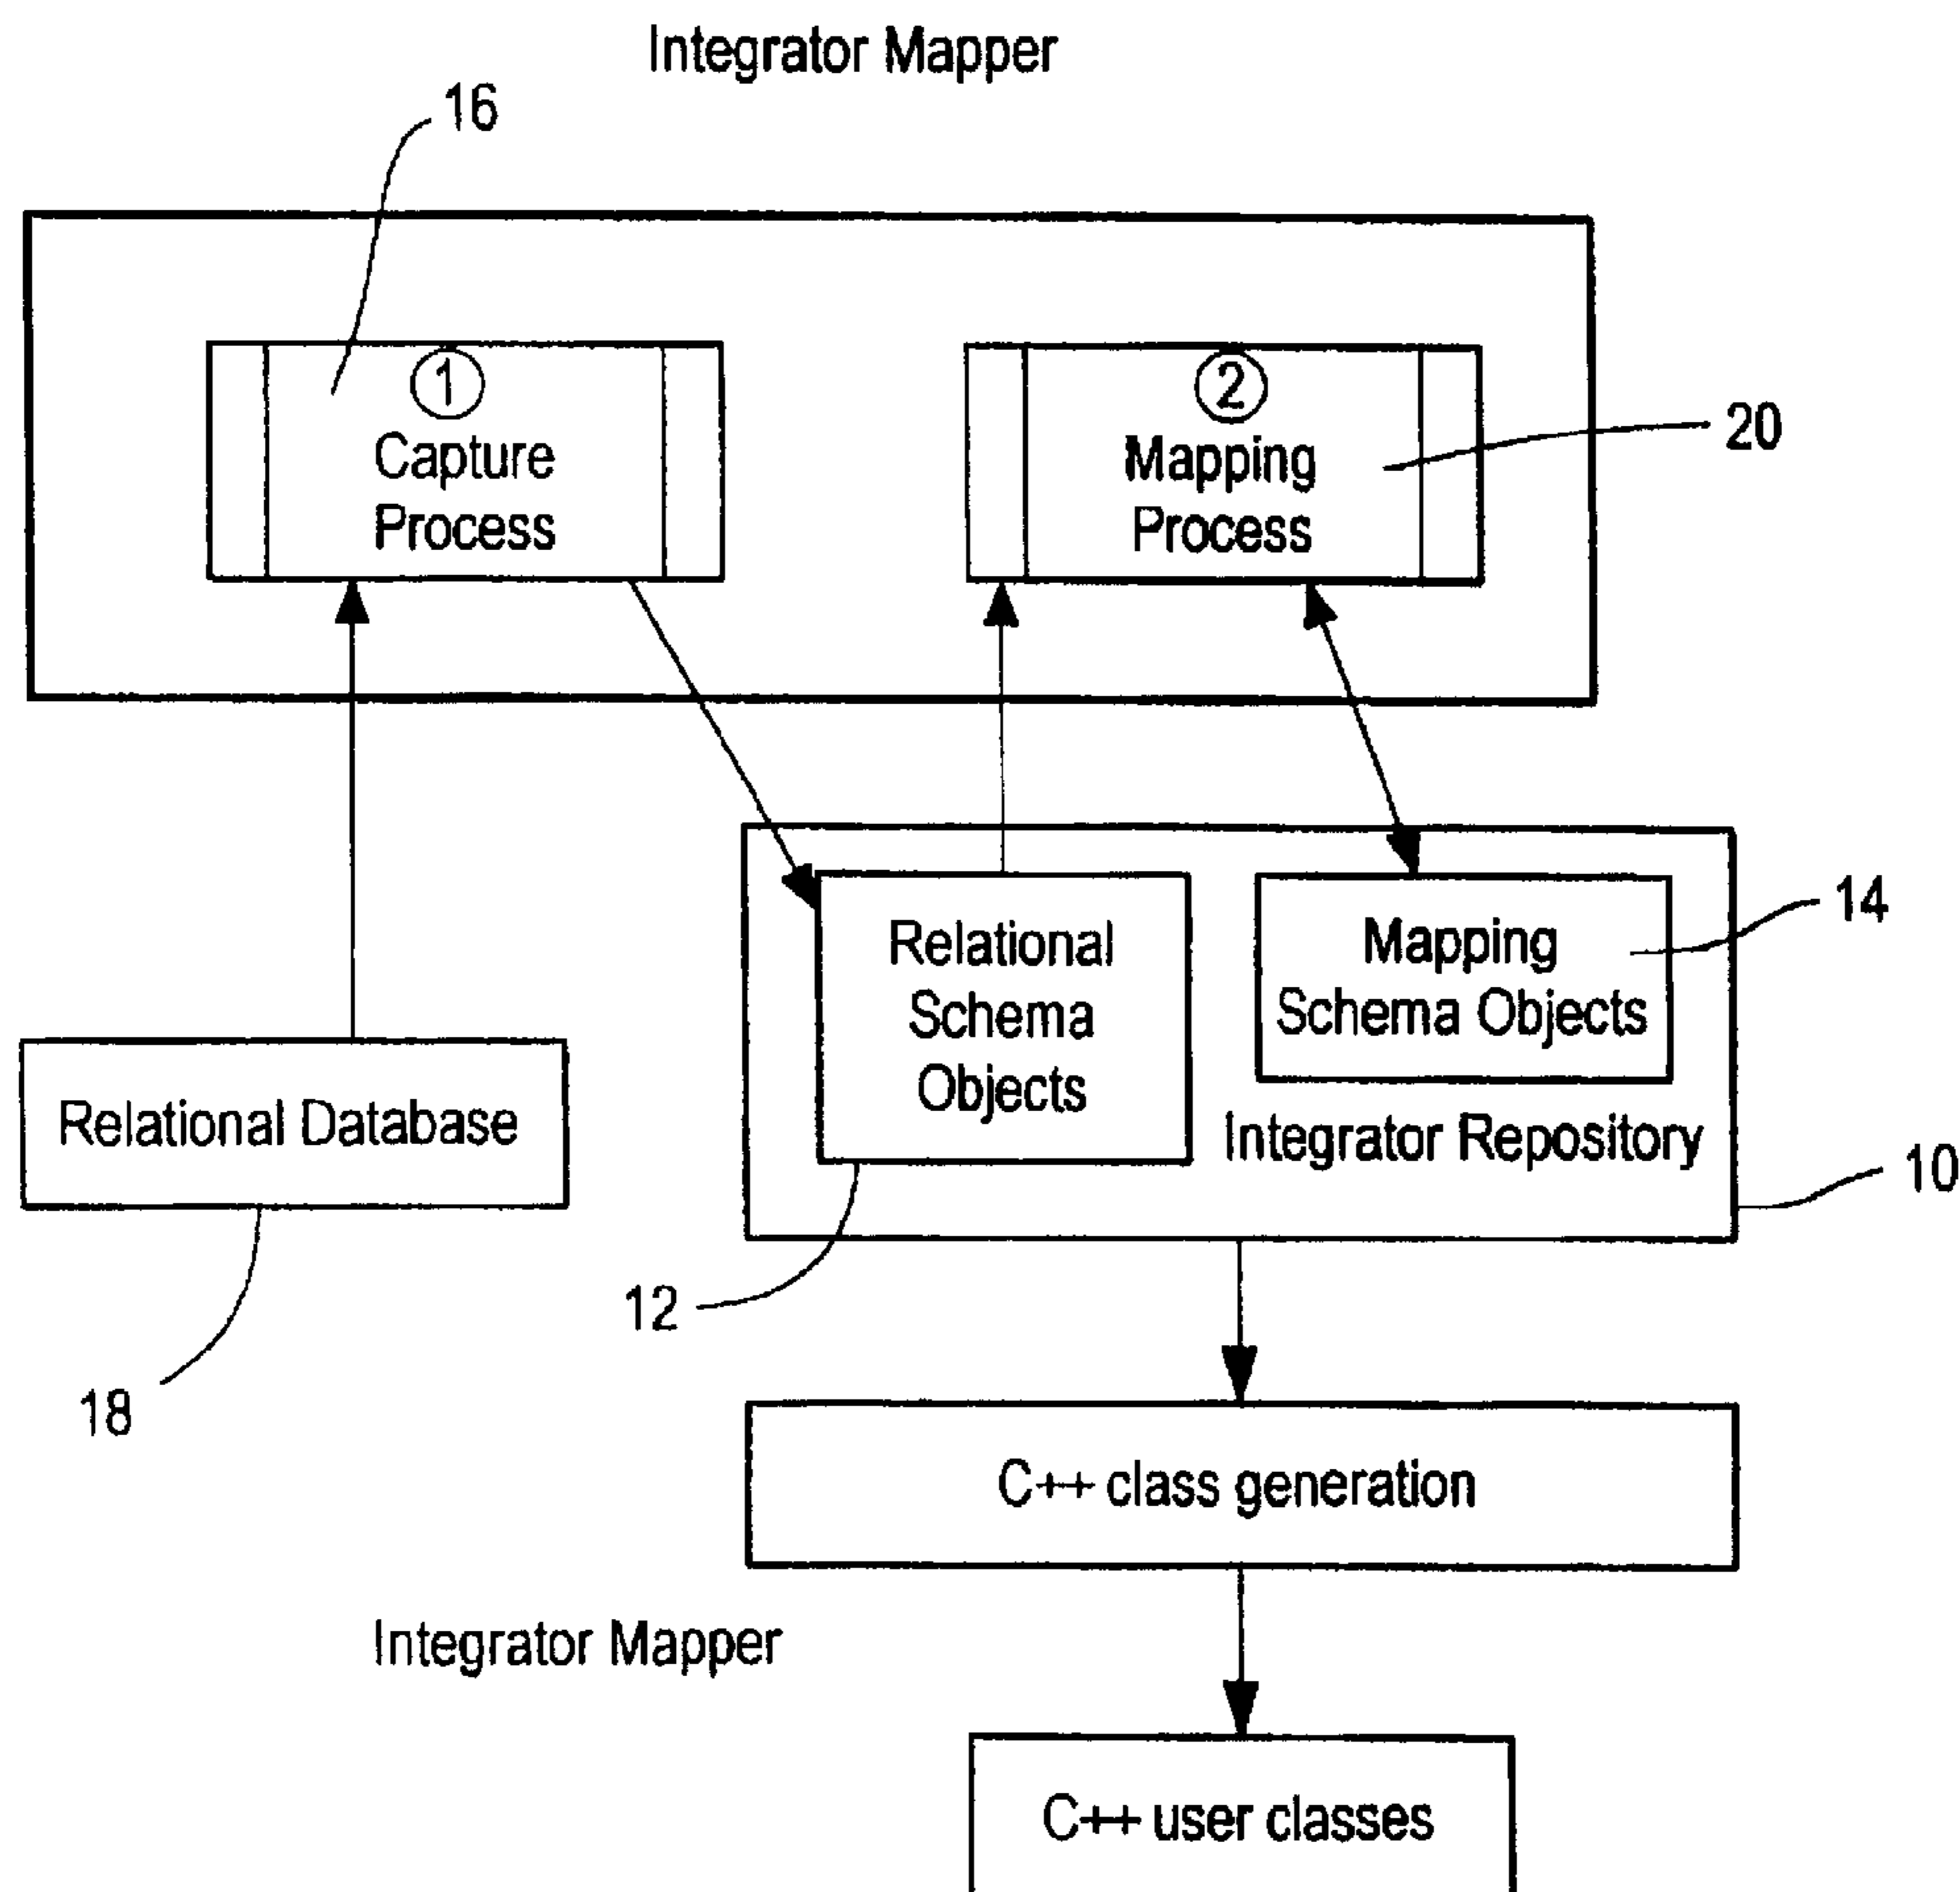 Integrator Mapper
16
1
Capture
Process
2
Mapping
Process
20
Relational
Schema
Objects
Mapping
Schema Objects
14
Integrator Repository
10
Relational Database
12
18
C++ class generation
Integrator Mapper
C++ user classes